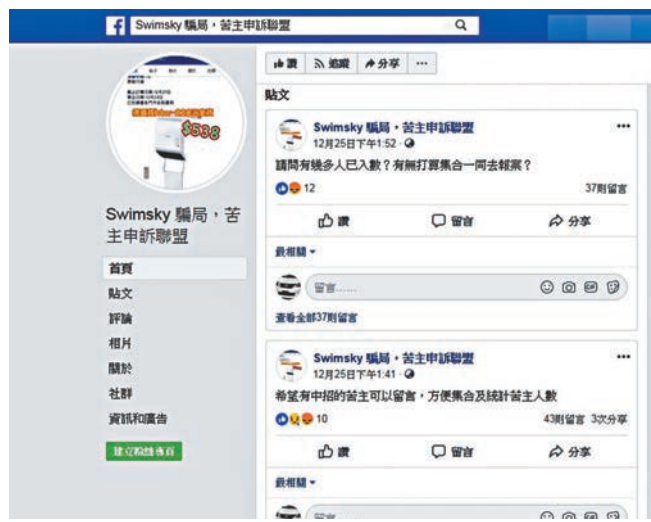 Swimsky 騙局，苦主申訴聯盟
$538
Swimsky 騙局，苦
主申訴聯盟
首頁
貼文
評論
相片
關於
社群
資訊和廣告
建立粉絲專頁
讚 追蹤 分享 ...
貼文
Swimsky 騙局，苦主申訴聯盟
12月25日下午1:52
請問有幾多人已入數？有無打算集合一同去報案？
12 37則留言
讚 留言 分享
最相關
留言......
查看全部37則留言
Swimsky 騙局，苦主申訴聯盟
12月25日下午1:41
希望有中招的苦主可以留言，方便集合及統計苦主人數
10 43則留言 3次分享
讚 留言 分享
最相關
留言......